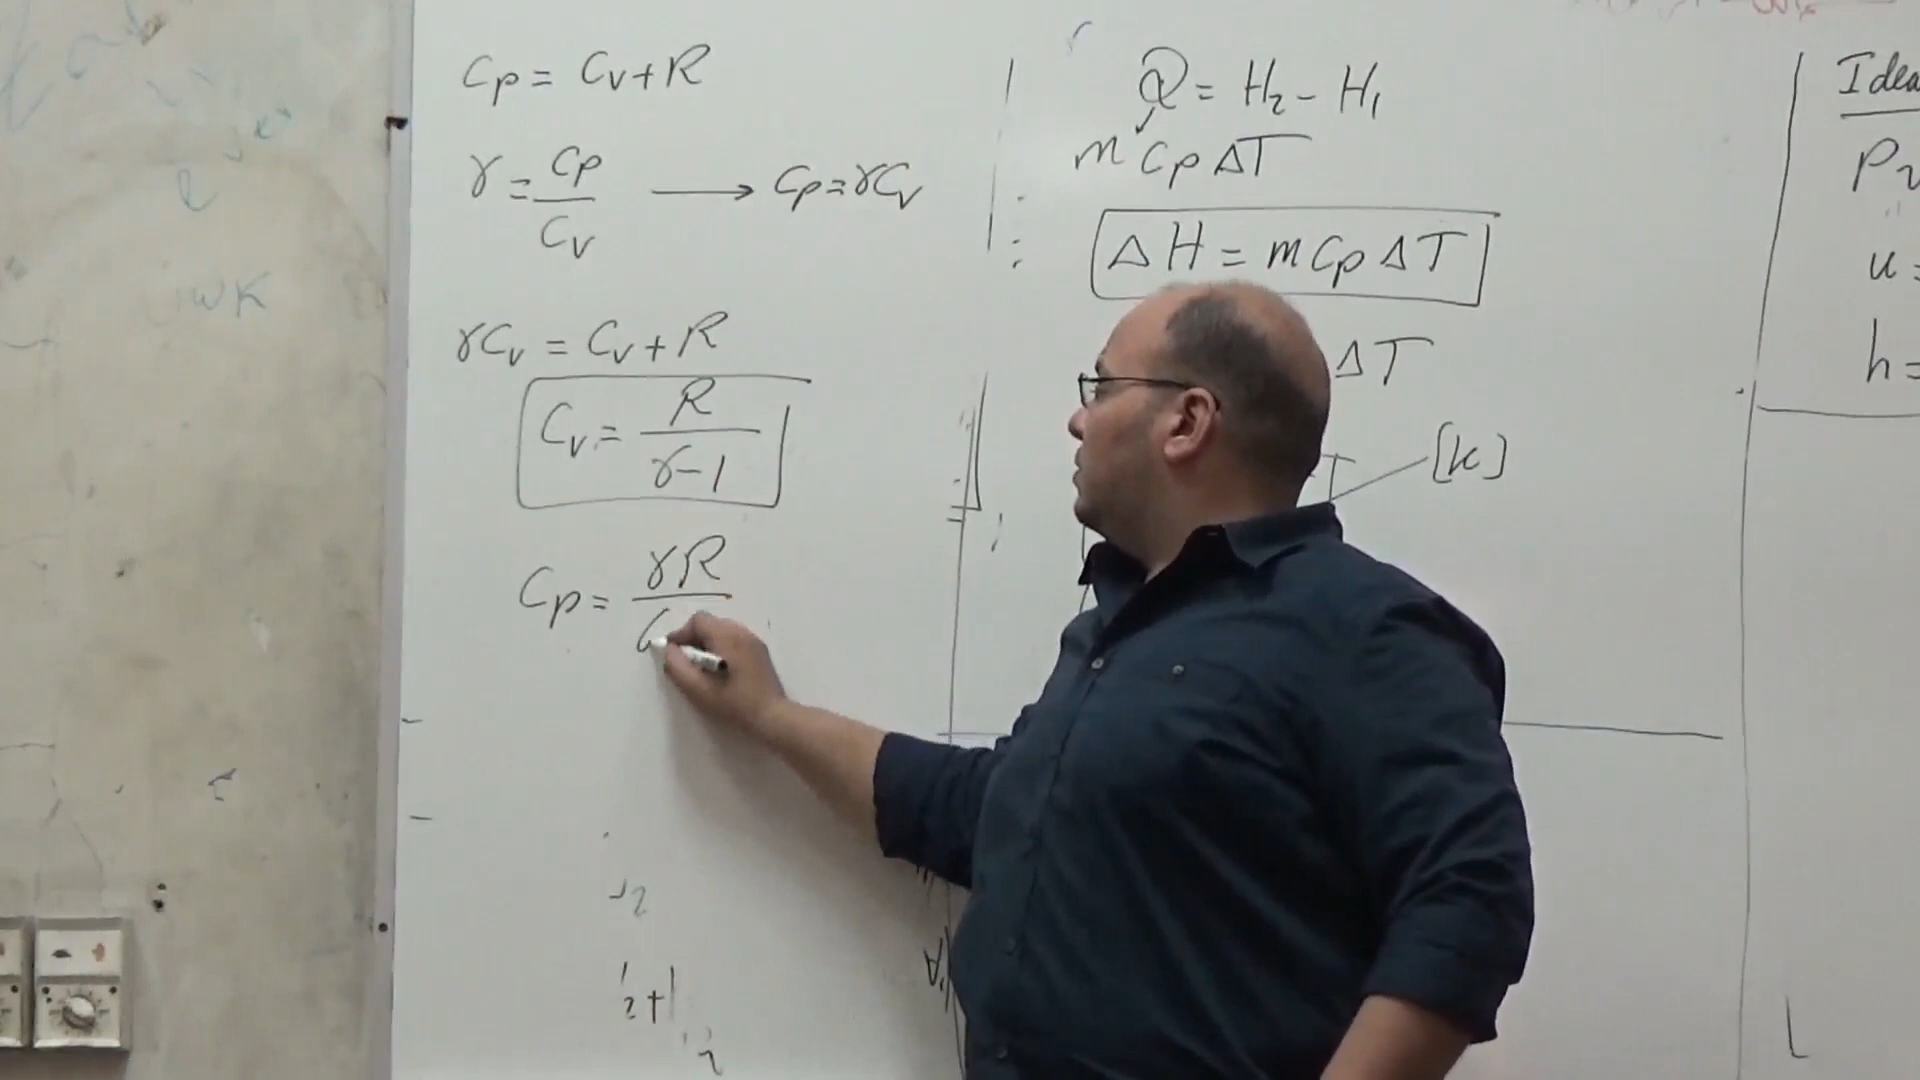 Cp = Cv + R
γ = Cp / Cv → Cp = γCv
γCv = Cv + R
Cv = R / γ-1
Cp = γR /
Q = H2 - H1
m Cp ΔT
ΔH = m Cp ΔT
ΔT
[K]
Idea
P
u =
h =